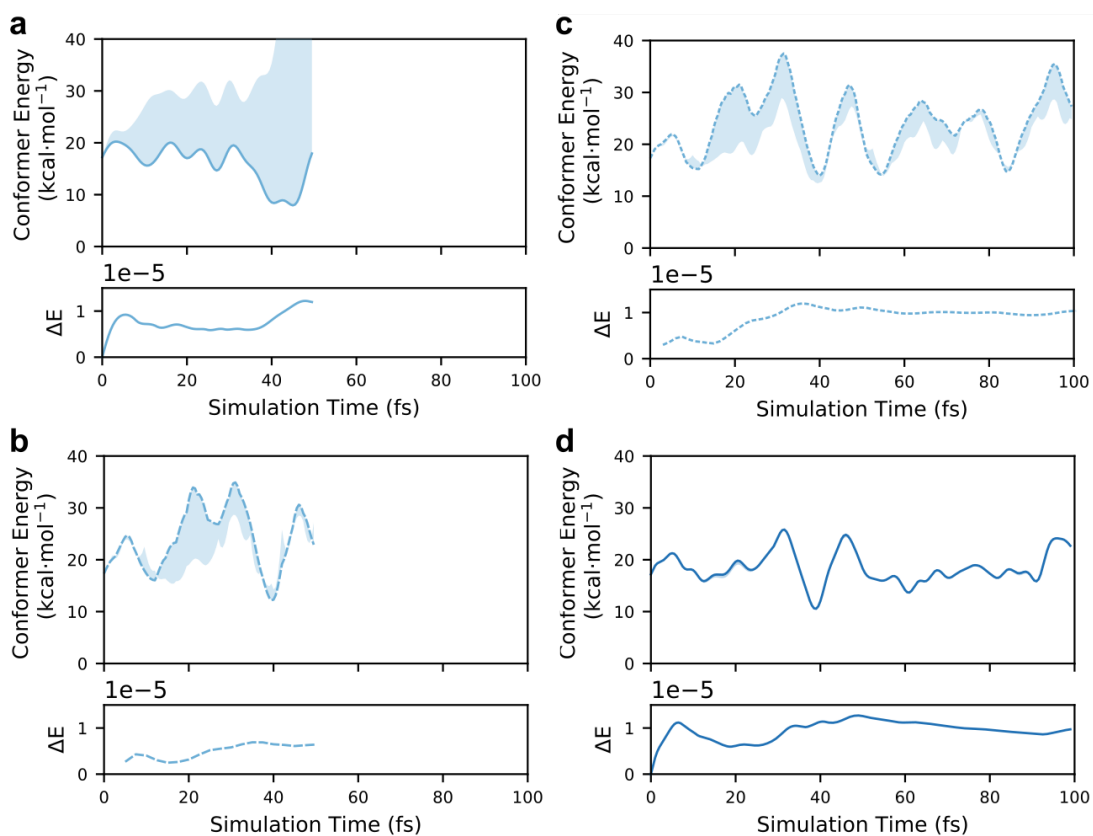 a
40
30
20
10
0
Conformer Energy
(kcal·mol⁻¹)
1e−5
1
0
ΔE
0 20 40 60 80 100
Simulation Time (fs)
c
40
30
20
10
0
Conformer Energy
(kcal·mol⁻¹)
1e−5
1
0
ΔE
0 20 40 60 80 100
Simulation Time (fs)
b
40
30
20
10
0
Conformer Energy
(kcal·mol⁻¹)
1e−5
1
0
ΔE
0 20 40 60 80 100
Simulation Time (fs)
d
40
30
20
10
0
Conformer Energy
(kcal·mol⁻¹)
1e−5
1
0
ΔE
0 20 40 60 80 100
Simulation Time (fs)